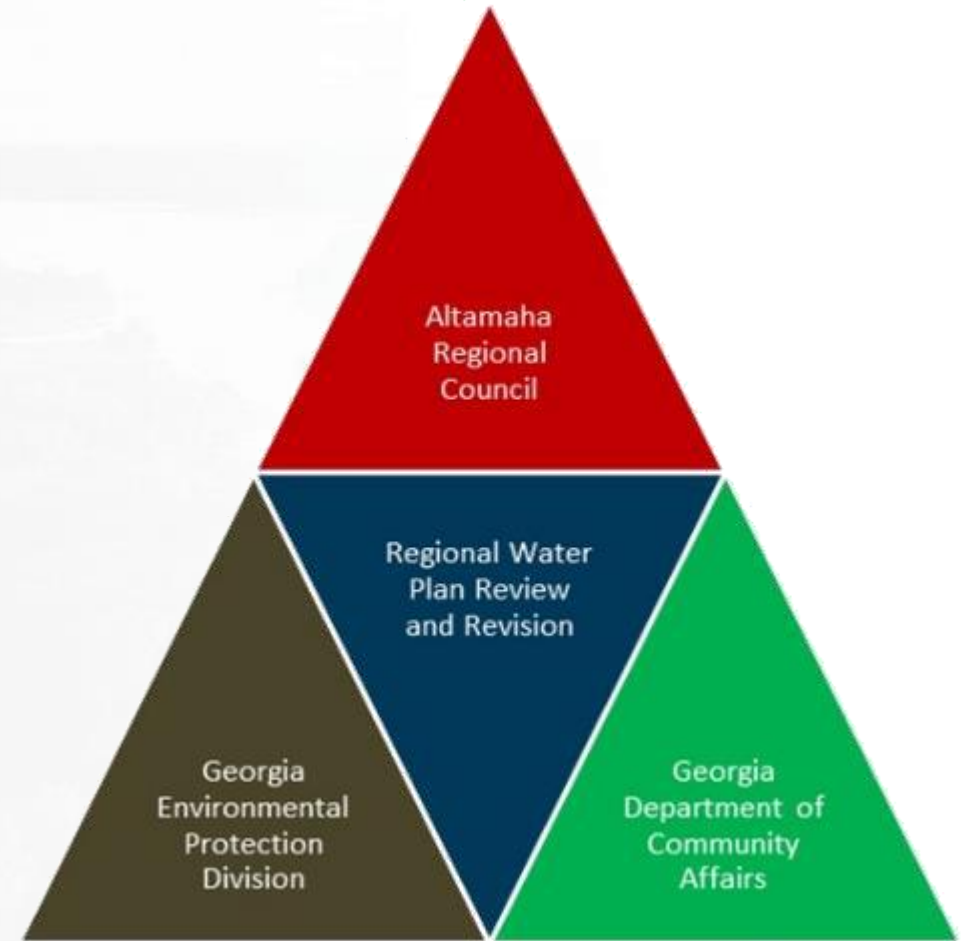 Altamaha
Regional
Council
Regional Water
Plan Review
and Revision
Georgia
Environmental
Protection
Division
Georgia
Department of
Community
Affairs